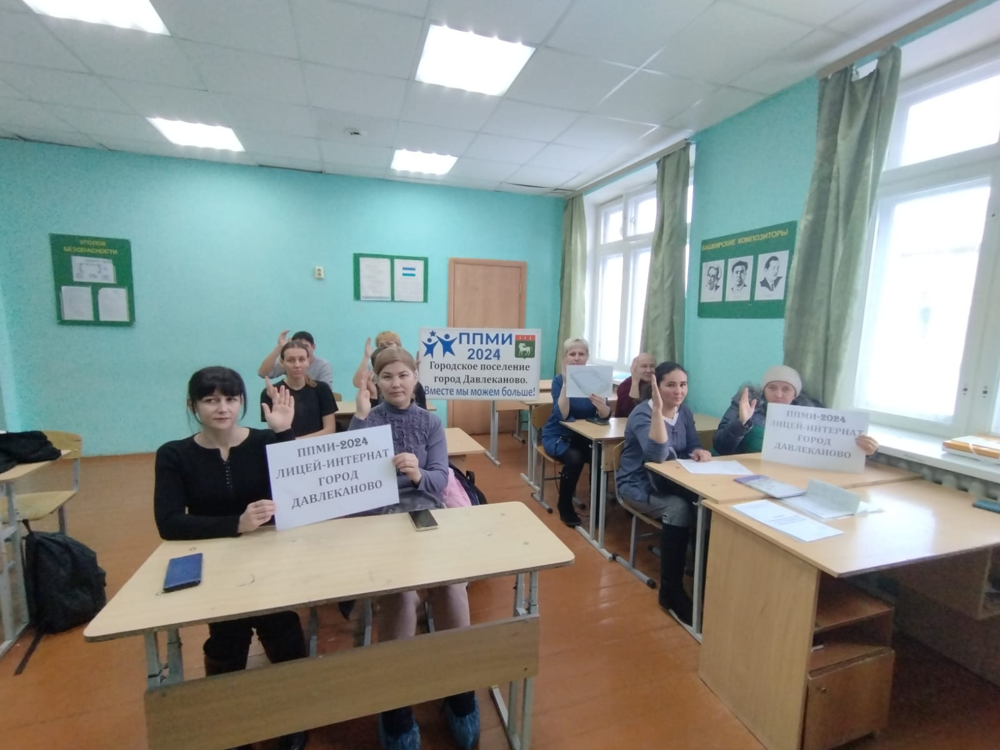 УГОЛОК
БЕЗОПАСНОСТИ
БАШКИРСКИЕ КОМПОЗИТОРЫ
ППМИ
2024
Городское поселение
город Давлеканово.
Вместе мы можем больше!
ППМИ-2024
ЛИЦЕЙ-ИНТЕРНАТ
ГОРОД
ДАВЛЕКАНОВО
ППМИ-2024
ЛИЦЕЙ-ИНТЕРНАТ
ГОРОД
ДАВЛЕКАНОВО